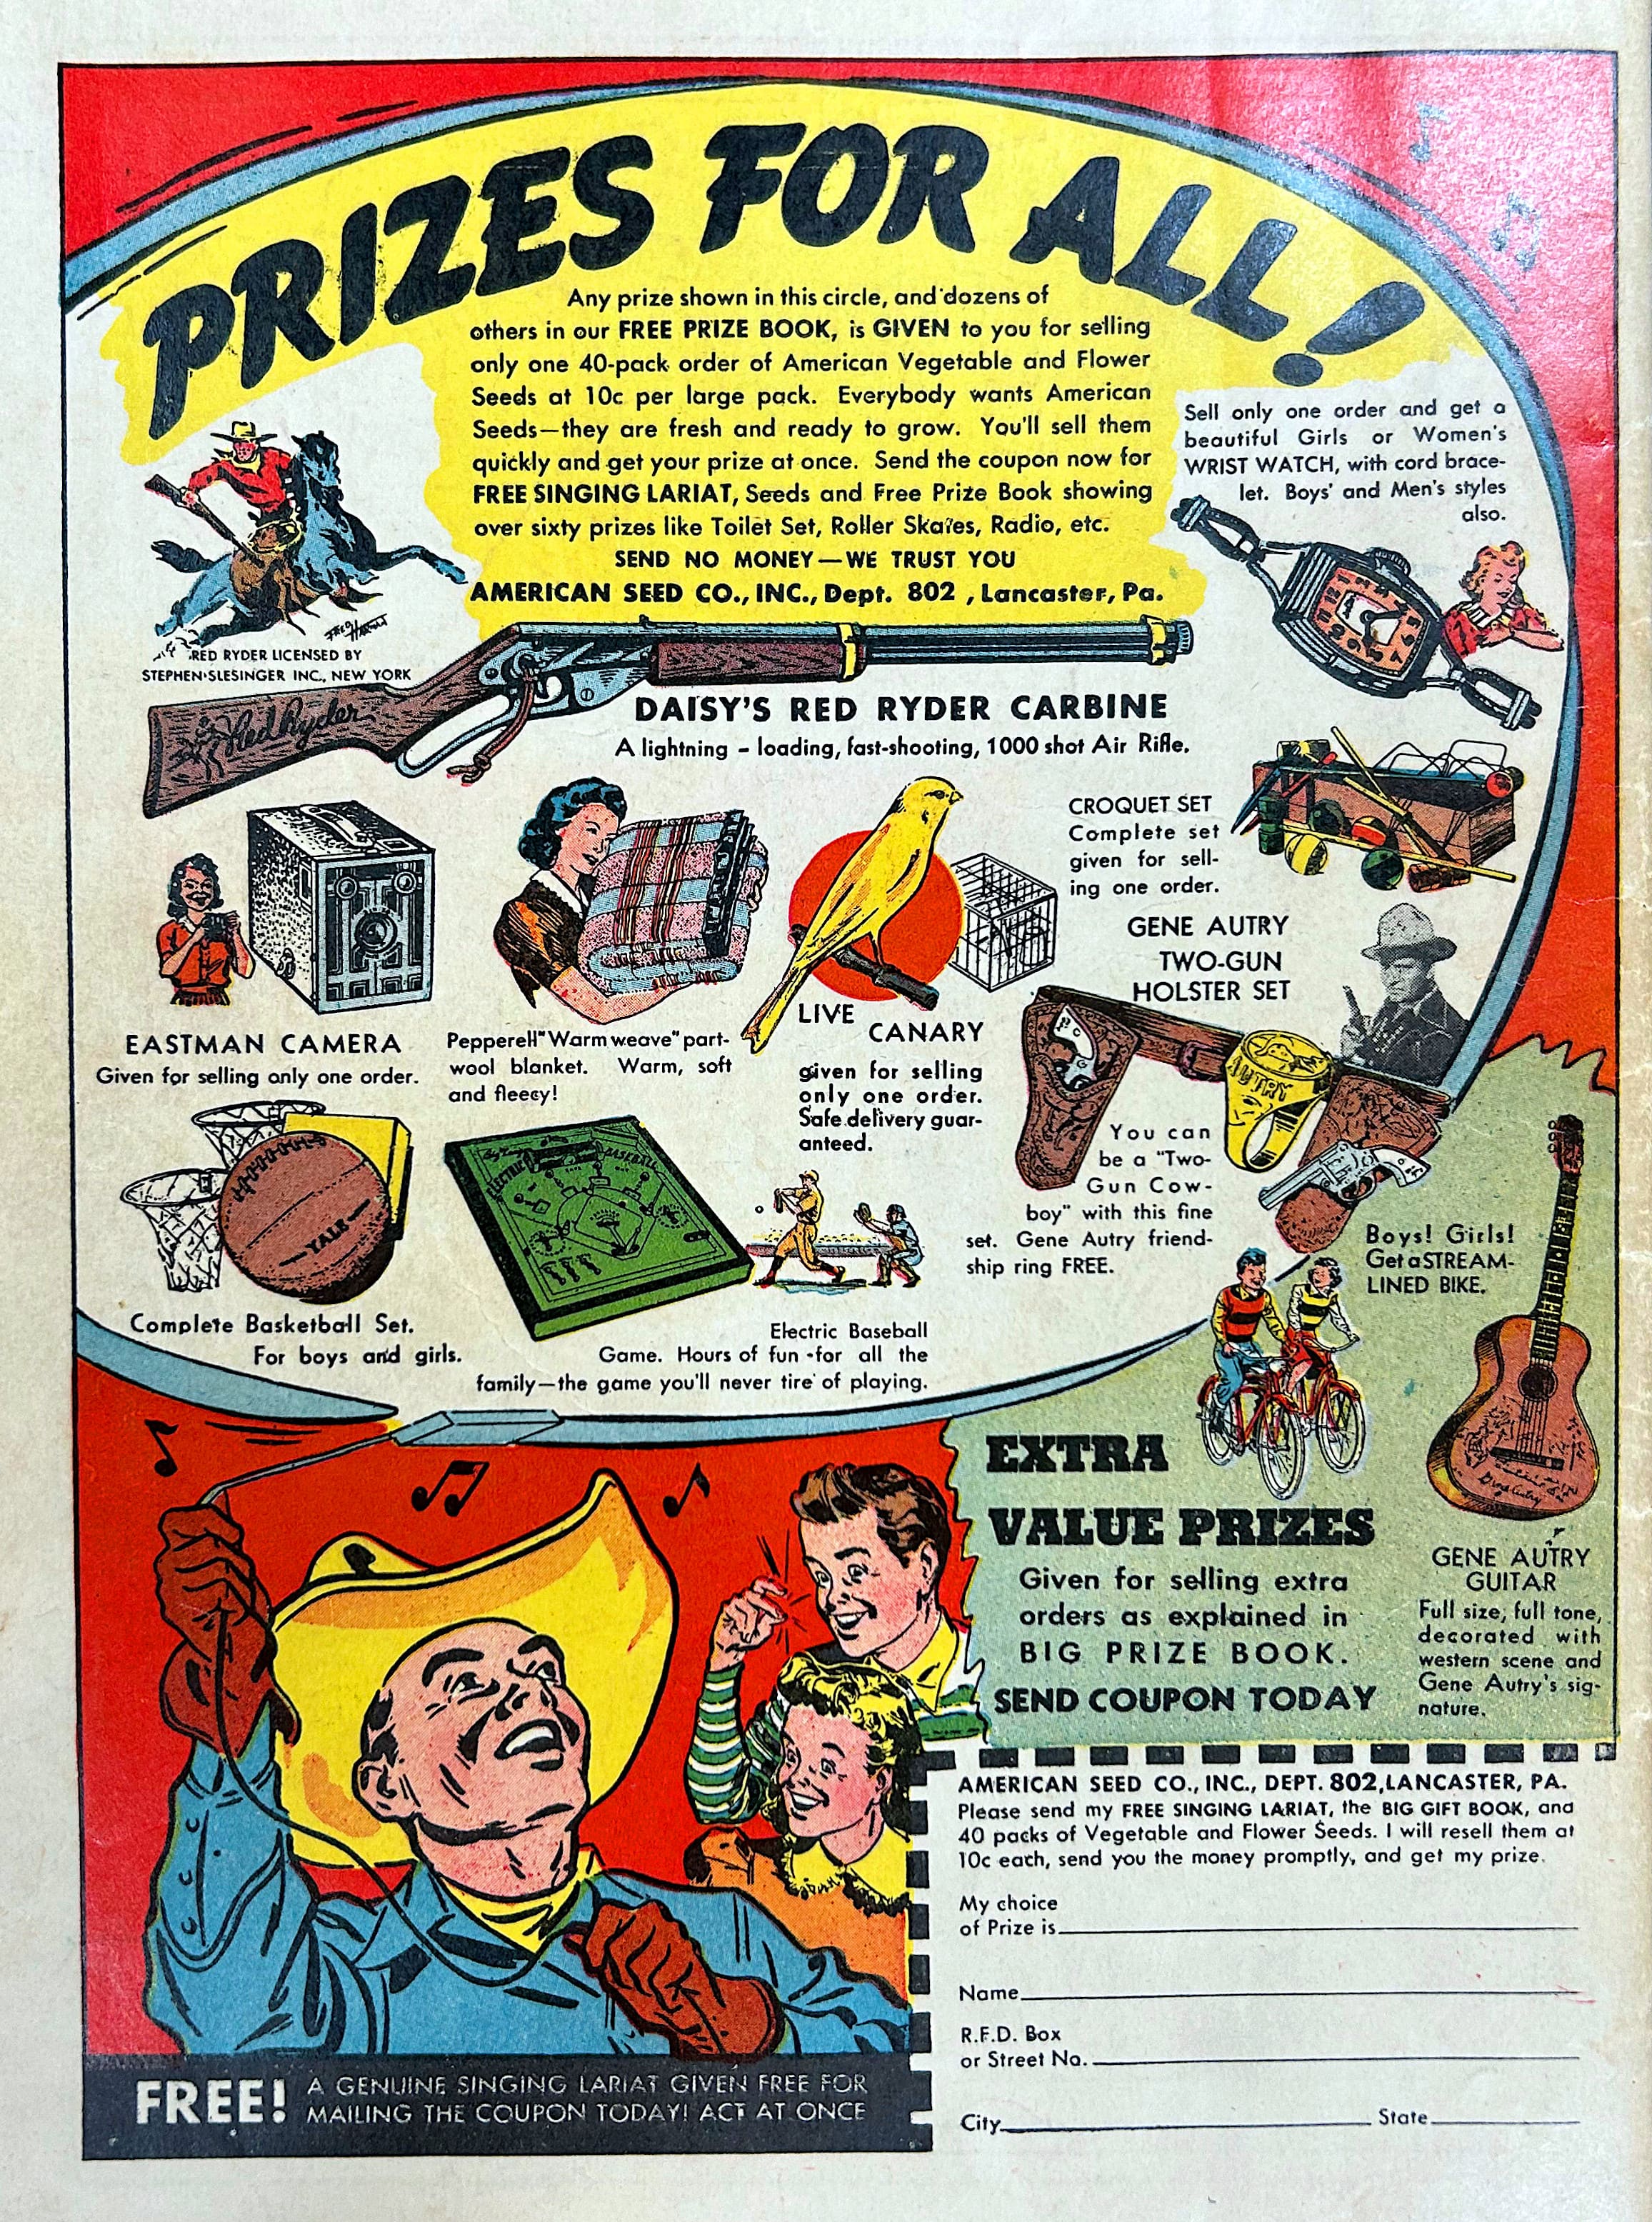 PRIZES FOR ALL!
Any prize shown in this circle, and dozens of
others in our FREE PRIZE BOOK, is GIVEN to you for selling
only one 40-pack order of American Vegetable and Flower
Seeds at 10c per large pack. Everybody wants American
Seeds—they are fresh and ready to grow. You'll sell them
quickly and get your prize at once. Send the coupon now for
FREE SINGING LARIAT, Seeds and Free Prize Book showing
over sixty prizes like Toilet Set, Roller Skates, Radio, etc.
SEND NO MONEY—WE TRUST YOU
AMERICAN SEED CO., INC., Dept. 802, Lancaster, Pa.
Sell only one order and get a
beautiful Girls or Women's
WRIST WATCH, with cord brace-
let. Boys' and Men's styles
also.
Fred Harman
RED RYDER LICENSED BY
STEPHEN SLESINGER INC., NEW YORK
Red Ryder
DAISY'S RED RYDER CARBINE
A lightning - loading, fast-shooting, 1000 shot Air Rifle.
CROQUET SET
Complete set
given for sell-
ing one order.
EASTMAN CAMERA
Given for selling only one order.
Pepperell "Warm weave" part-
wool blanket. Warm, soft
and fleecy!
LIVE
CANARY
given for selling
only one order.
Safe delivery guar-
anteed.
GENE AUTRY
TWO-GUN
HOLSTER SET
AUTRY
You can
be a "Two-
Gun Cow-
boy" with this fine
set. Gene Autry friend-
ship ring FREE.
YALE
Complete Basketball Set.
For boys and girls.
ELECTRIC BASEBALL
Electric Baseball
Game. Hours of fun for all the
family—the game you'll never tire of playing.
Boys! Girls!
Get a STREAM-
LINED BIKE.
EXTRA
VALUE PRIZES
Given for selling extra
orders as explained in
BIG PRIZE BOOK.
SEND COUPON TODAY
Gene Autry
GENE AUTRY
GUITAR
Full size, full tone,
decorated with
western scene and
Gene Autry's sig-
nature.
FREE! A GENUINE SINGING LARIAT GIVEN FREE FOR
MAILING THE COUPON TODAY! ACT AT ONCE
AMERICAN SEED CO., INC., DEPT. 802, LANCASTER, PA.
Please send my FREE SINGING LARIAT, the BIG GIFT BOOK, and
40 packs of Vegetable and Flower Seeds. I will resell them at
10c each, send you the money promptly, and get my prize.
My choice
of Prize is
Name
R.F.D. Box
or Street No.
City State